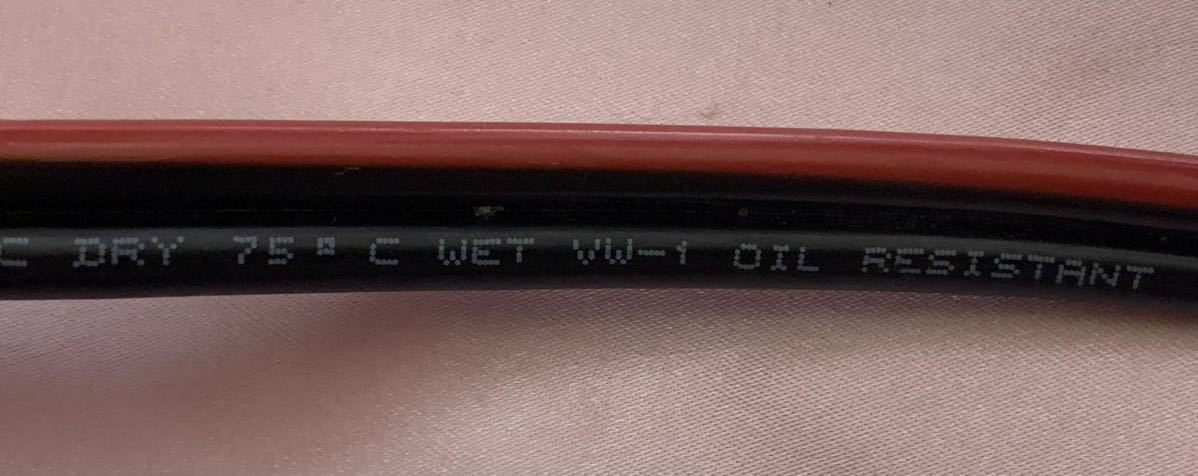 C DRY 75°C WET VW-1 OIL RESISTANT